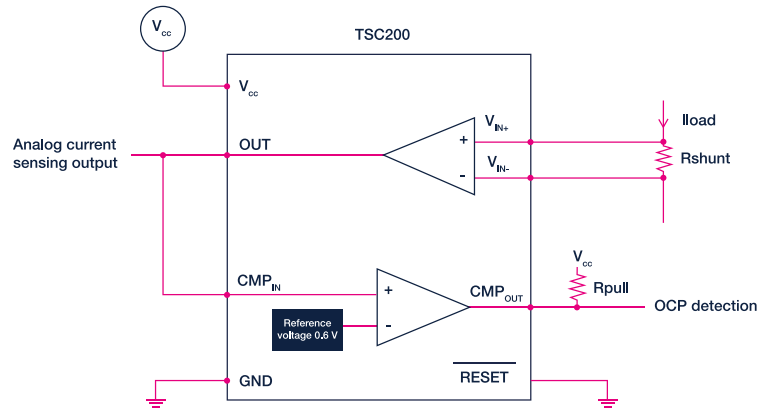 Vcc
TSC200
Vcc
Iload
VIN+
Analog current
sensing output
OUT
+
Rshunt
VIN-
-
Vcc
CMPIN
+
CMPOUT
Rpull
OCP detection
Reference
voltage 0.6 V
-
GND
RESET